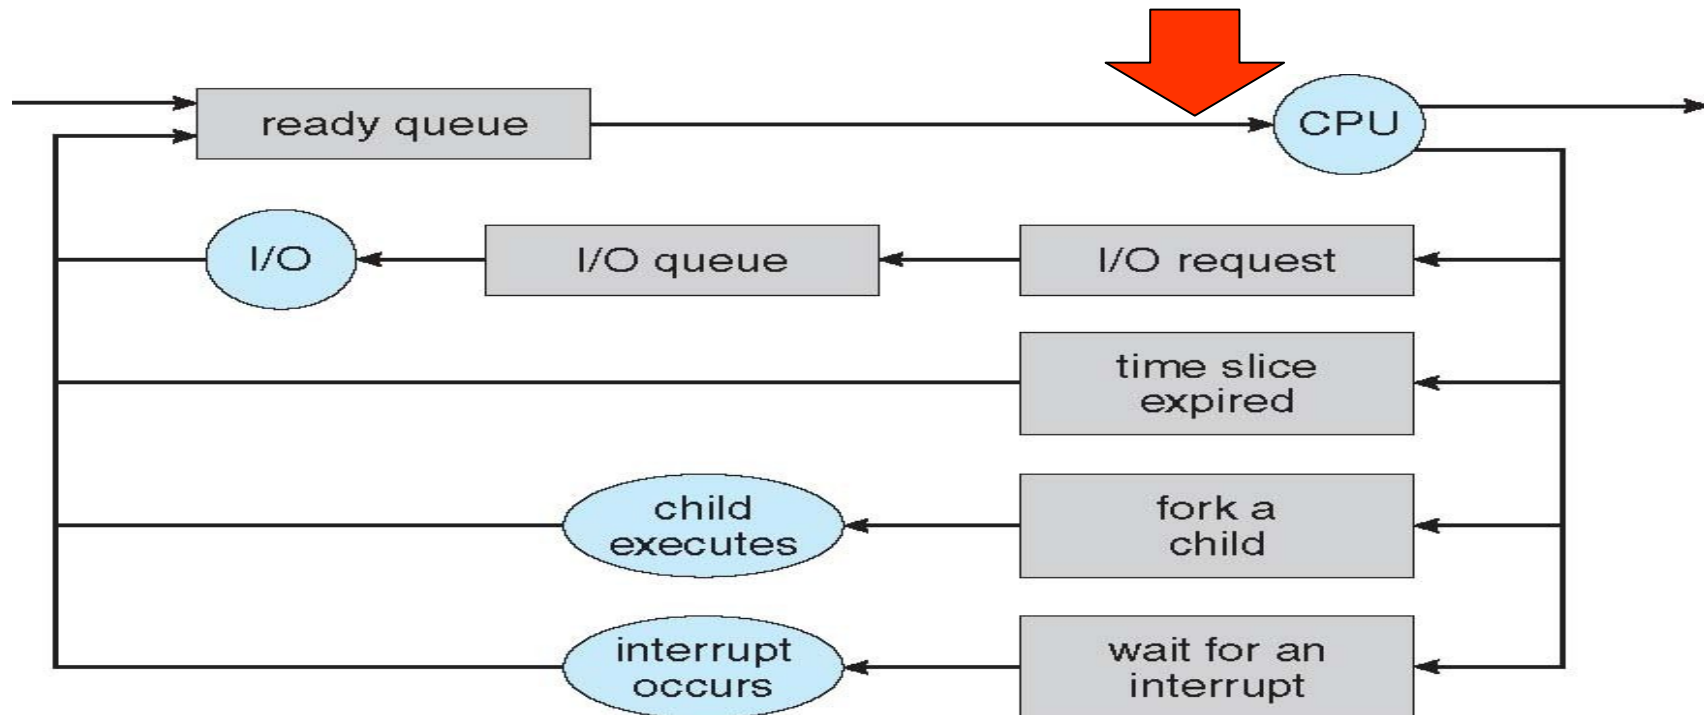 ready queue
CPU
I/O
I/O queue
I/O request
time slice
expired
child
executes
fork a
child
interrupt
occurs
wait for an
interrupt